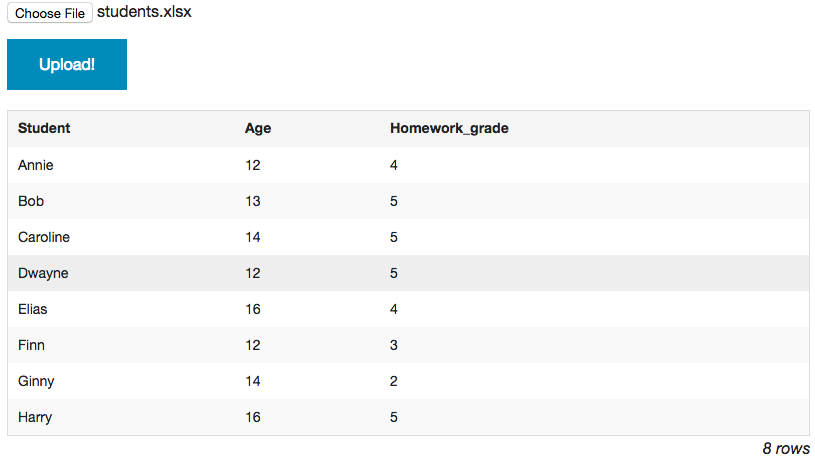 Choose File students.xlsx
Upload!
Student Age Homework_grade
Annie 12 4
Bob 13 5
Caroline 14 5
Dwayne 12 5
Elias 16 4
Finn 12 3
Ginny 14 2
Harry 16 5
8 rows